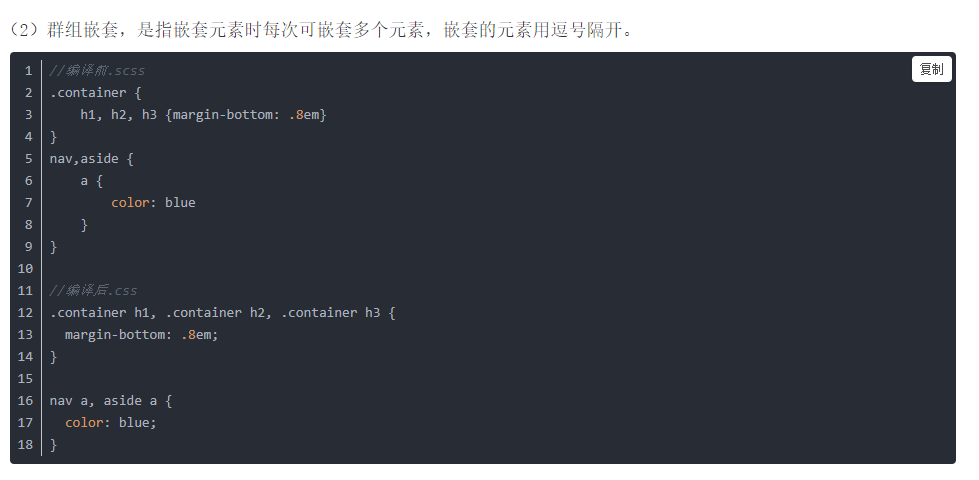 （2）群组嵌套，是指嵌套元素时每次可嵌套多个元素，嵌套的元素用逗号隔开。
复制
1 //编译前.scss
2 .container {
3     h1, h2, h3 {margin-bottom: .8em}
4 }
5 nav,aside {
6     a {
7         color: blue
8     }
9 }
10
11 //编译后.css
12 .container h1, .container h2, .container h3 {
13   margin-bottom: .8em;
14 }
15
16 nav a, aside a {
17   color: blue;
18 }